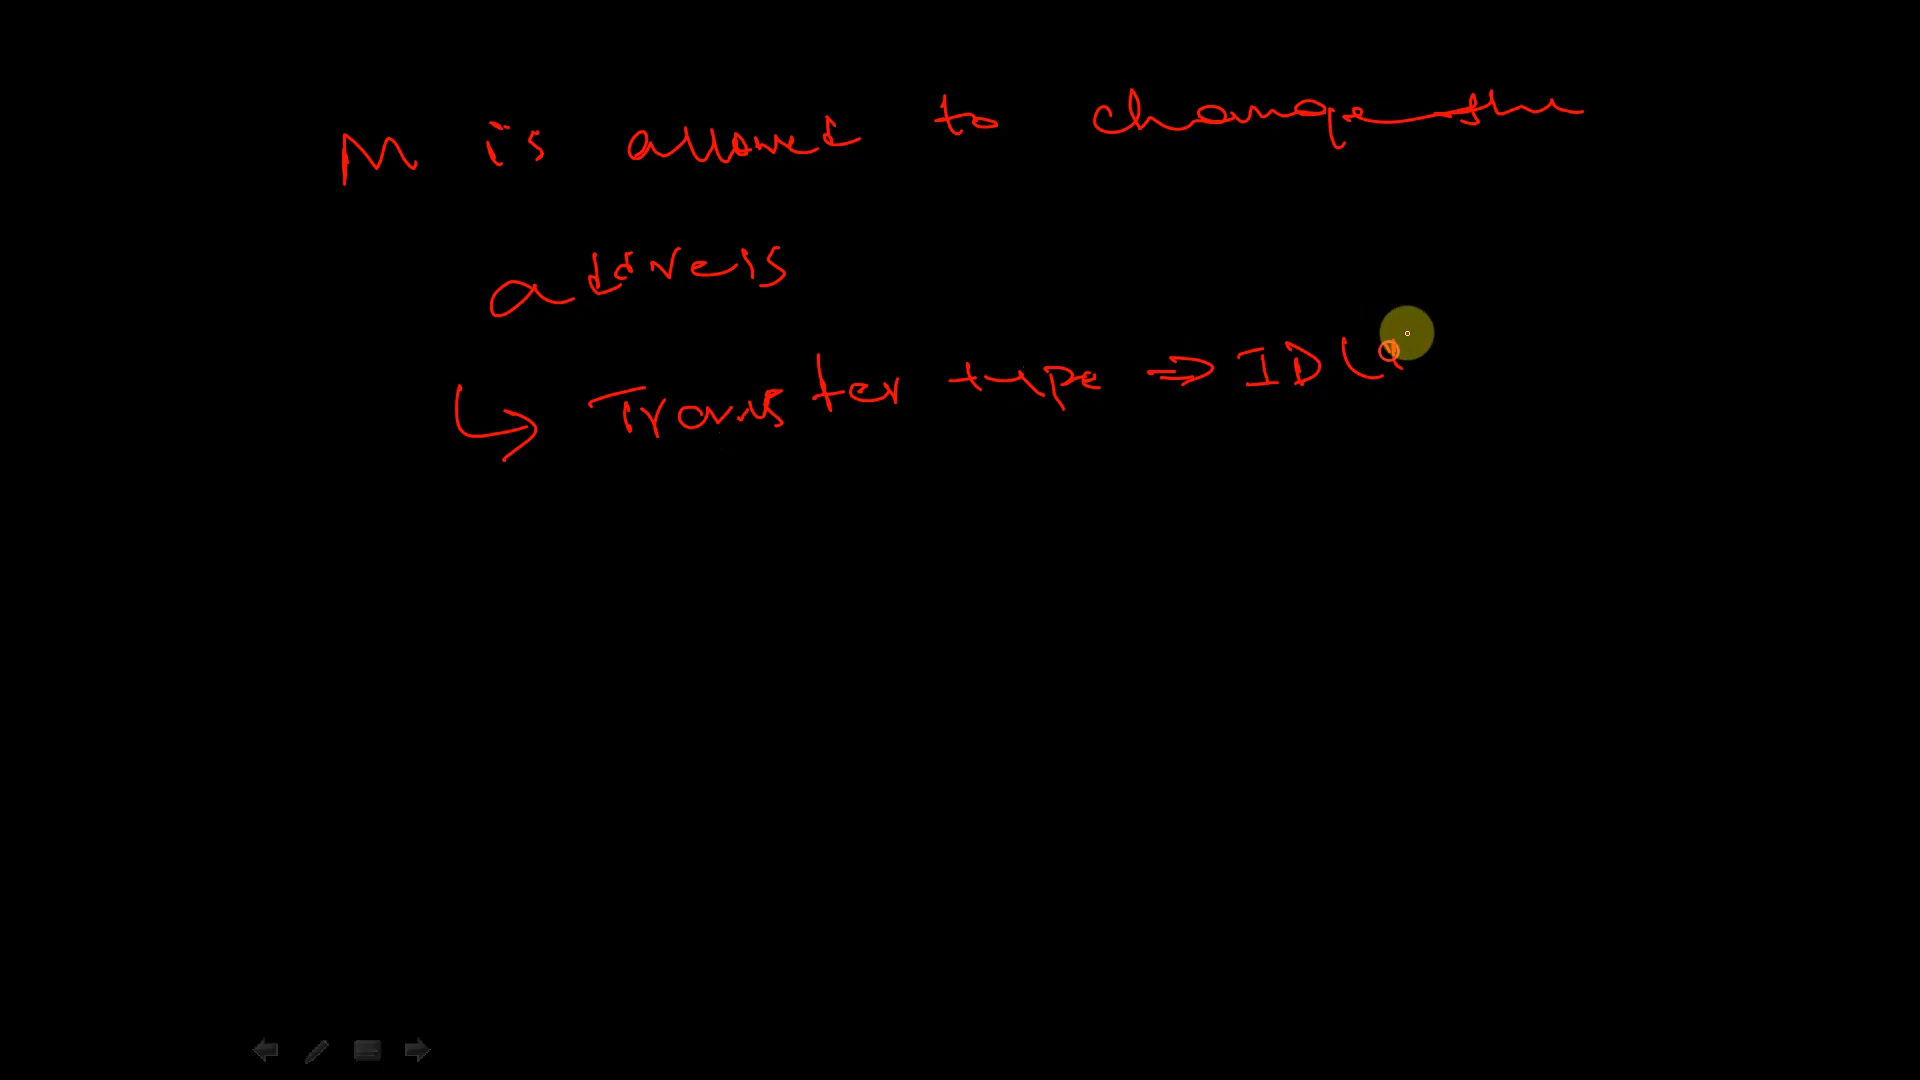 M is allowed to change the
address
↳ Transfer type ⇒ IDL